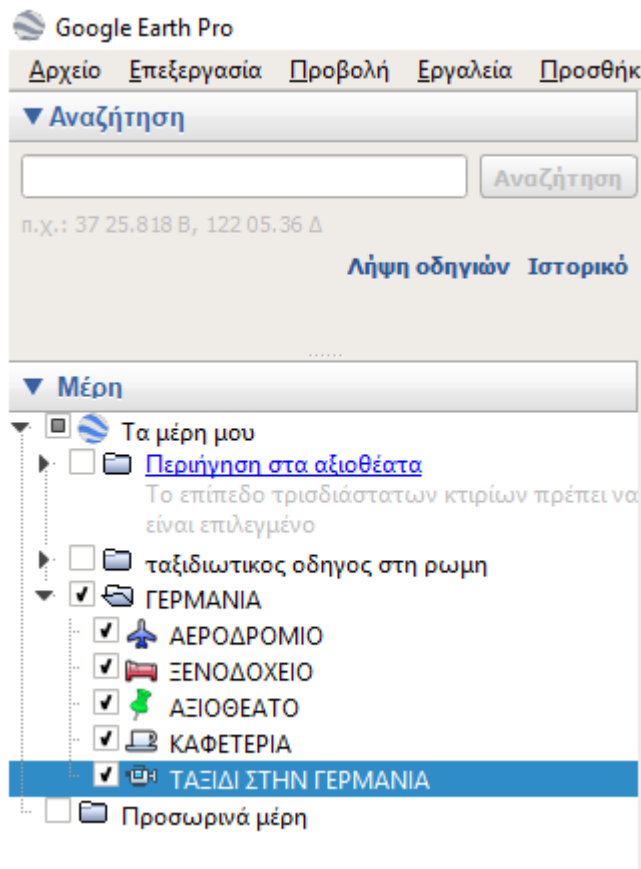 Google Earth Pro
Αρχείο Επεξεργασία Προβολή Εργαλεία Προσθήκ
Αναζήτηση
Αναζήτηση
π.χ.: 37 25.818 Β, 122 05.36 Δ
Λήψη οδηγιών Ιστορικό
Μέρη
Τα μέρη μου
Περιήγηση στα αξιοθέατα
Το επίπεδο τρισδιάστατων κτιρίων πρέπει να
είναι επιλεγμένο
ταξιδιωτικος οδηγος στη ρωμη
ΓΕΡΜΑΝΙΑ
ΑΕΡΟΔΡΟΜΙΟ
ΞΕΝΟΔΟΧΕΙΟ
ΑΞΙΟΘΕΑΤΟ
ΚΑΦΕΤΕΡΙΑ
ΤΑΞΙΔΙ ΣΤΗΝ ΓΕΡΜΑΝΙΑ
Προσωρινά μέρη